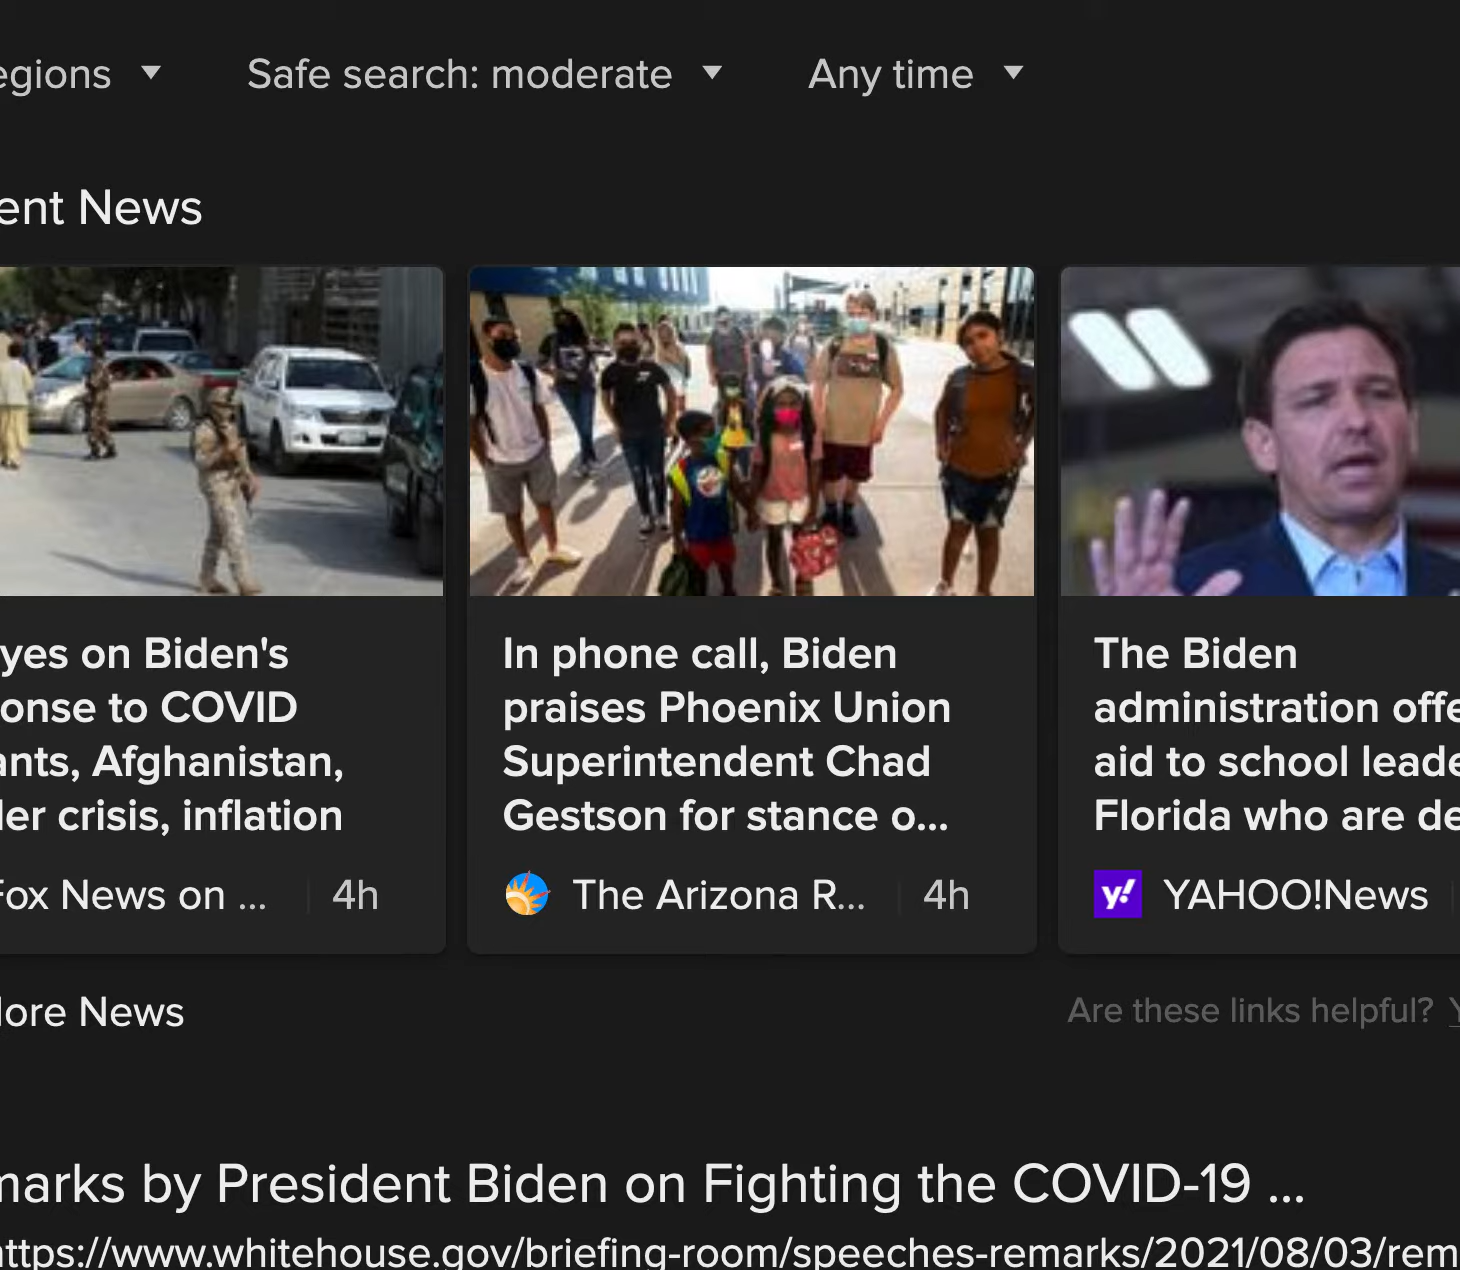 egions ▼ Safe search: moderate ▼ Any time ▼
ent News
yes on Biden's
onse to COVID
ants, Afghanistan,
er crisis, inflation
Fox News on ... 4h
In phone call, Biden
praises Phoenix Union
Superintendent Chad
Gestson for stance o...
The Arizona R... 4h
The Biden
administration offe
aid to school leade
Florida who are de
y! YAHOO!News
ore News
Are these links helpful? Y
marks by President Biden on Fighting the COVID-19 ...
https://www.whitehouse.gov/briefing-room/speeches-remarks/2021/08/03/rem